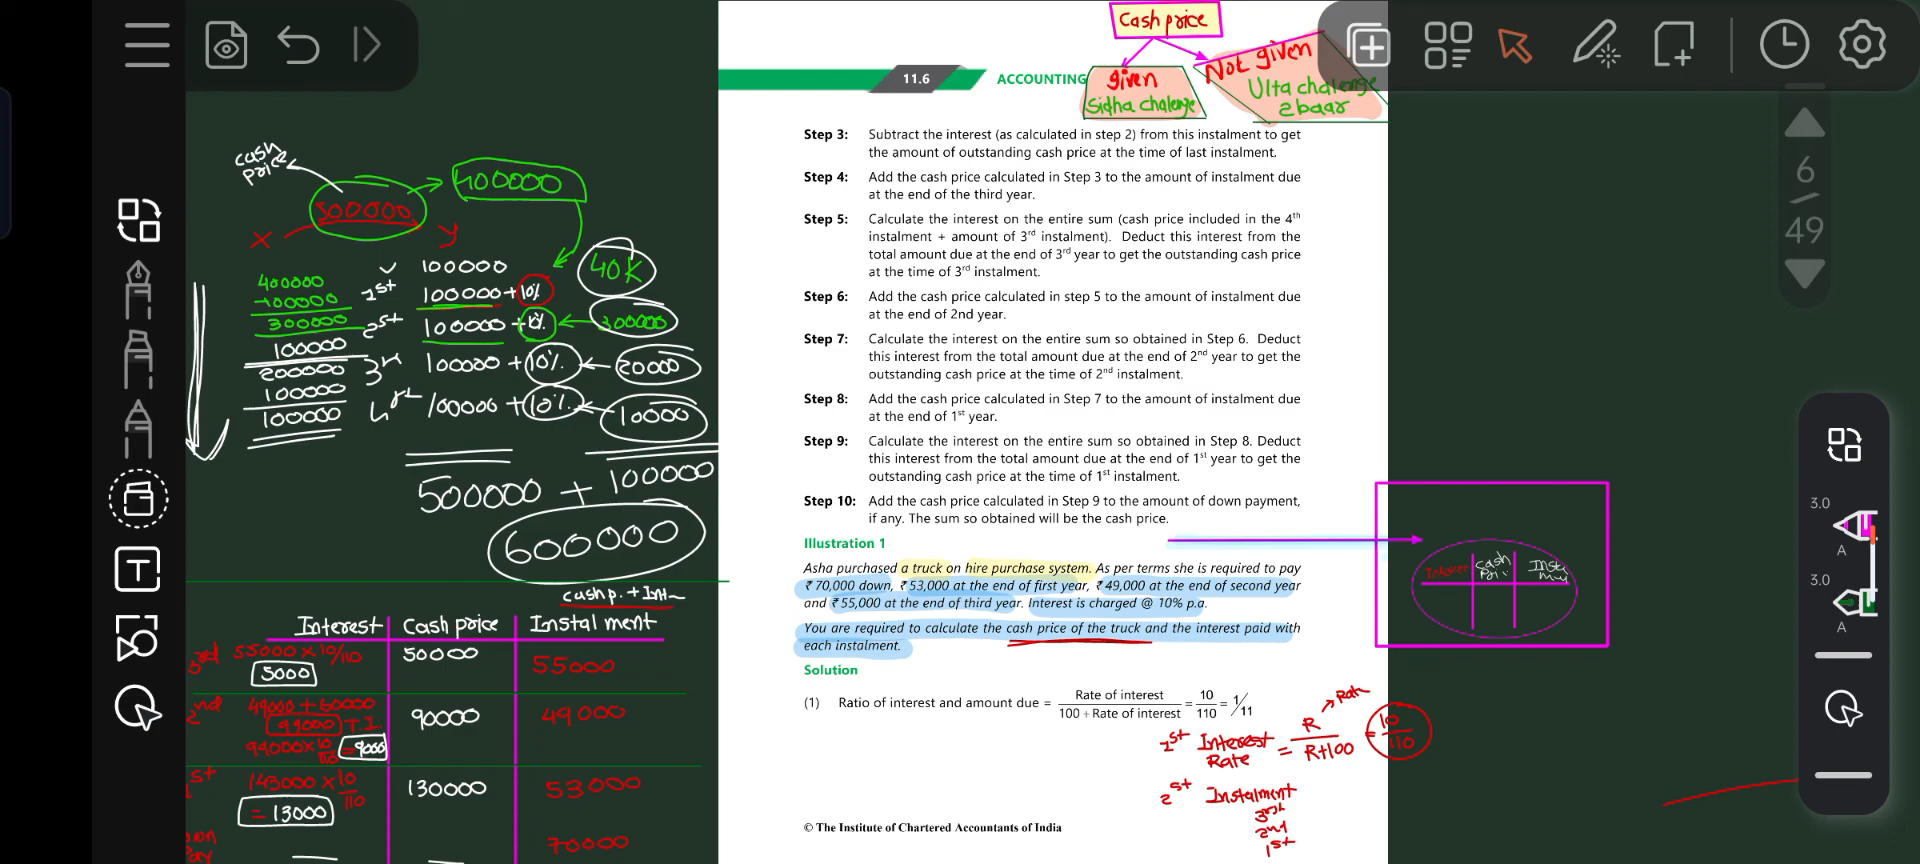 cash price
500000
400000
X
y
100000
40K
400000
-100000
300000
1st
100000 + 10%
2st
100000 + 10%
300000
100000
200000
100000 + 10%
20000
100000
100000
100000 + 10%
10000
500000 + 100000
600000
cash p. + Int
Interest
Cash price
Instalment
55000 x 10/110
5000
50000
55000
2nd
49000 + 50000
99000 T.I.
99000 x 10/110 = 9000
90000
49000
143000 x 10/110
= 13000
130000
53000
70000
Cash price
given
Sidha chalenge
Not given
Ulta chalenge
2baar
11.6
ACCOUNTING
Step 3: Subtract the interest (as calculated in step 2) from this instalment to get
the amount of outstanding cash price at the time of last instalment.
Step 4: Add the cash price calculated in Step 3 to the amount of instalment due
at the end of the third year.
Step 5: Calculate the interest on the entire sum (cash price included in the 4th
instalment + amount of 3rd instalment). Deduct this interest from the
total amount due at the end of 3rd year to get the outstanding cash price
at the time of 3rd instalment.
Step 6: Add the cash price calculated in step 5 to the amount of instalment due
at the end of 2nd year.
Step 7: Calculate the interest on the entire sum so obtained in Step 6. Deduct
this interest from the total amount due at the end of 2nd year to get the
outstanding cash price at the time of 2nd instalment.
Step 8: Add the cash price calculated in Step 7 to the amount of instalment due
at the end of 1st year.
Step 9: Calculate the interest on the entire sum so obtained in Step 8. Deduct
this interest from the total amount due at the end of 1st year to get the
outstanding cash price at the time of 1st instalment.
Step 10: Add the cash price calculated in Step 9 to the amount of down payment,
if any. The sum so obtained will be the cash price.
Illustration 1
Asha purchased a truck on hire purchase system. As per terms she is required to pay
₹ 70,000 down, ₹ 53,000 at the end of first year, ₹ 49,000 at the end of second year
and ₹ 55,000 at the end of third year. Interest is charged @ 10% p.a.
You are required to calculate the cash price of the truck and the interest paid with
each instalment.
Solution
(1) Ratio of interest and amount due = Rate of interest / 100 + Rate of interest = 10 / 110 = 1/11
Rate
1st Interest Rate = R / R+100 = 10/110
2st Instalment
3rd
2nd
1st
© The Institute of Chartered Accountants of India
6
49
3.0
A
3.0
A